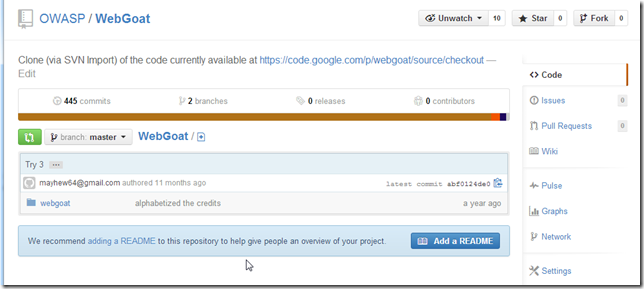 OWASP / WebGoat
Unwatch 10
Star 0
Fork 0
Clone (via SVN Import) of the code currently available at https://code.google.com/p/webgoat/source/checkout —
Edit
445 commits
2 branches
0 releases
0 contributors
branch: master
WebGoat /
Try 3 ...
mayhew64@gmail.com authored 11 months ago
latest commit abf0124de0
webgoat
alphabetized the credits
a year ago
We recommend adding a README to this repository to help give people an overview of your project.
Add a README
Code
Issues 0
Pull Requests 0
Wiki
Pulse
Graphs
Network
Settings